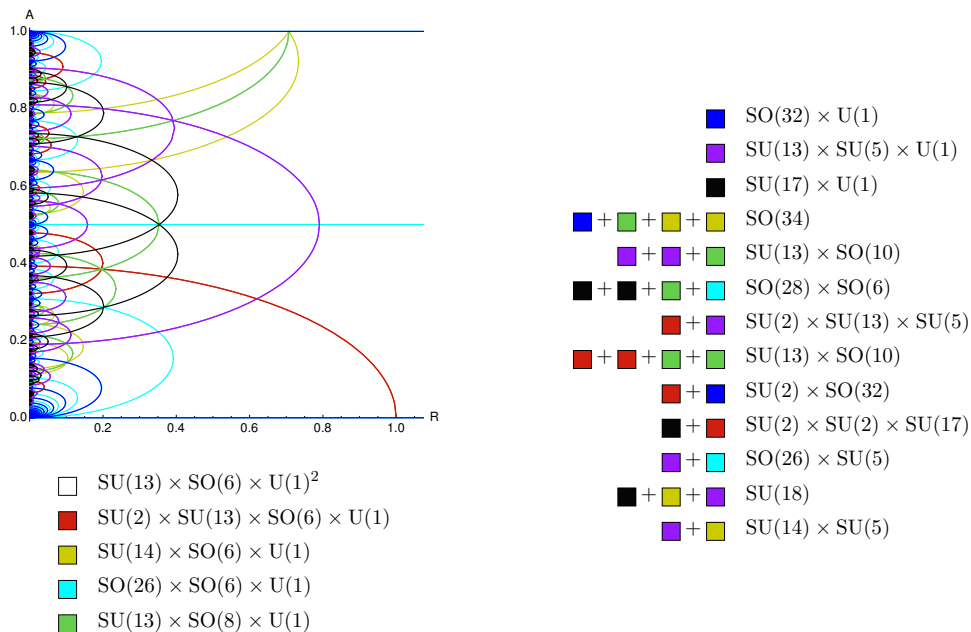 A
1.0
0.8
0.6
0.4
0.2
0.0
0.2
0.4
0.6
0.8
1.0
R
SU(13) × SO(6) × U(1)²
SU(2) × SU(13) × SO(6) × U(1)
SU(14) × SO(6) × U(1)
SO(26) × SO(6) × U(1)
SU(13) × SO(8) × U(1)
SO(32) × U(1)
SU(13) × SU(5) × U(1)
SU(17) × U(1)
+ + + SO(34)
+ + SU(13) × SO(10)
+ + + SO(28) × SO(6)
+ SU(2) × SU(13) × SU(5)
+ + + SU(13) × SO(10)
+ SU(2) × SO(32)
+ SU(2) × SU(2) × SU(17)
+ SO(26) × SU(5)
+ + SU(18)
+ SU(14) × SU(5)